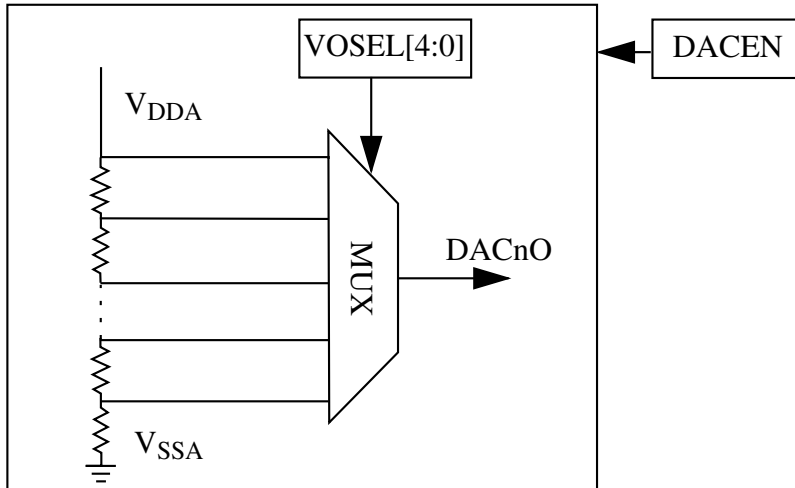 VOSEL[4:0]
DACEN
VDDA
MUX
DACnO
VSSA